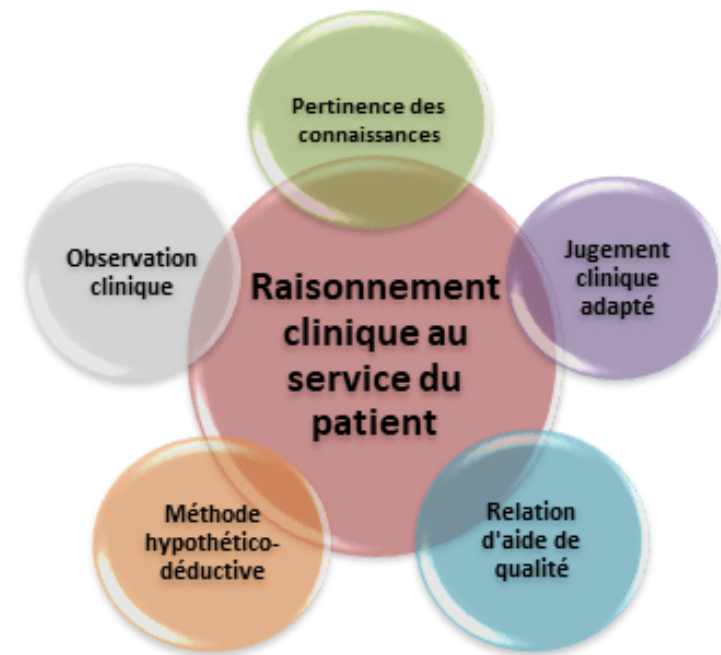 Pertinence des
connaissances
Observation
clinique
Jugement
clinique
adapté
Raisonnement
clinique au
service du
patient
Méthode
hypothético-
déductive
Relation
d'aide de
qualité